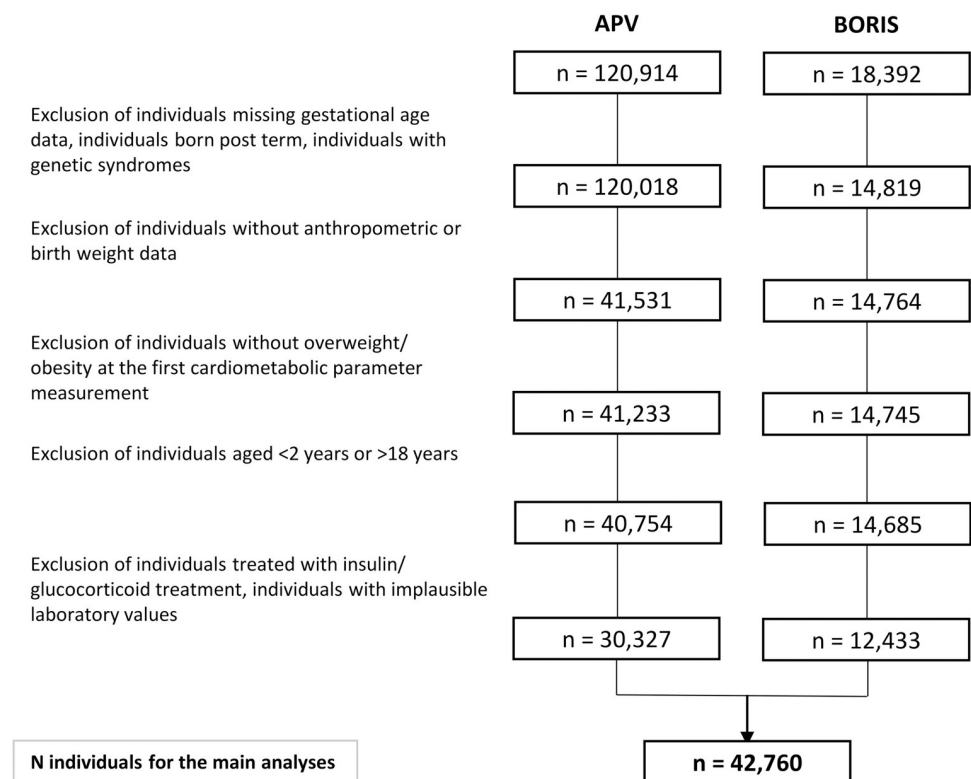 APV BORIS
n = 120,914 n = 18,392
Exclusion of individuals missing gestational age
data, individuals born post term, individuals with
genetic syndromes
n = 120,018 n = 14,819
Exclusion of individuals without anthropometric or
birth weight data
n = 41,531 n = 14,764
Exclusion of individuals without overweight/
obesity at the first cardiometabolic parameter
measurement
n = 41,233 n = 14,745
Exclusion of individuals aged <2 years or >18 years
n = 40,754 n = 14,685
Exclusion of individuals treated with insulin/
glucocorticoid treatment, individuals with implausible
laboratory values
n = 30,327 n = 12,433
N individuals for the main analyses n = 42,760